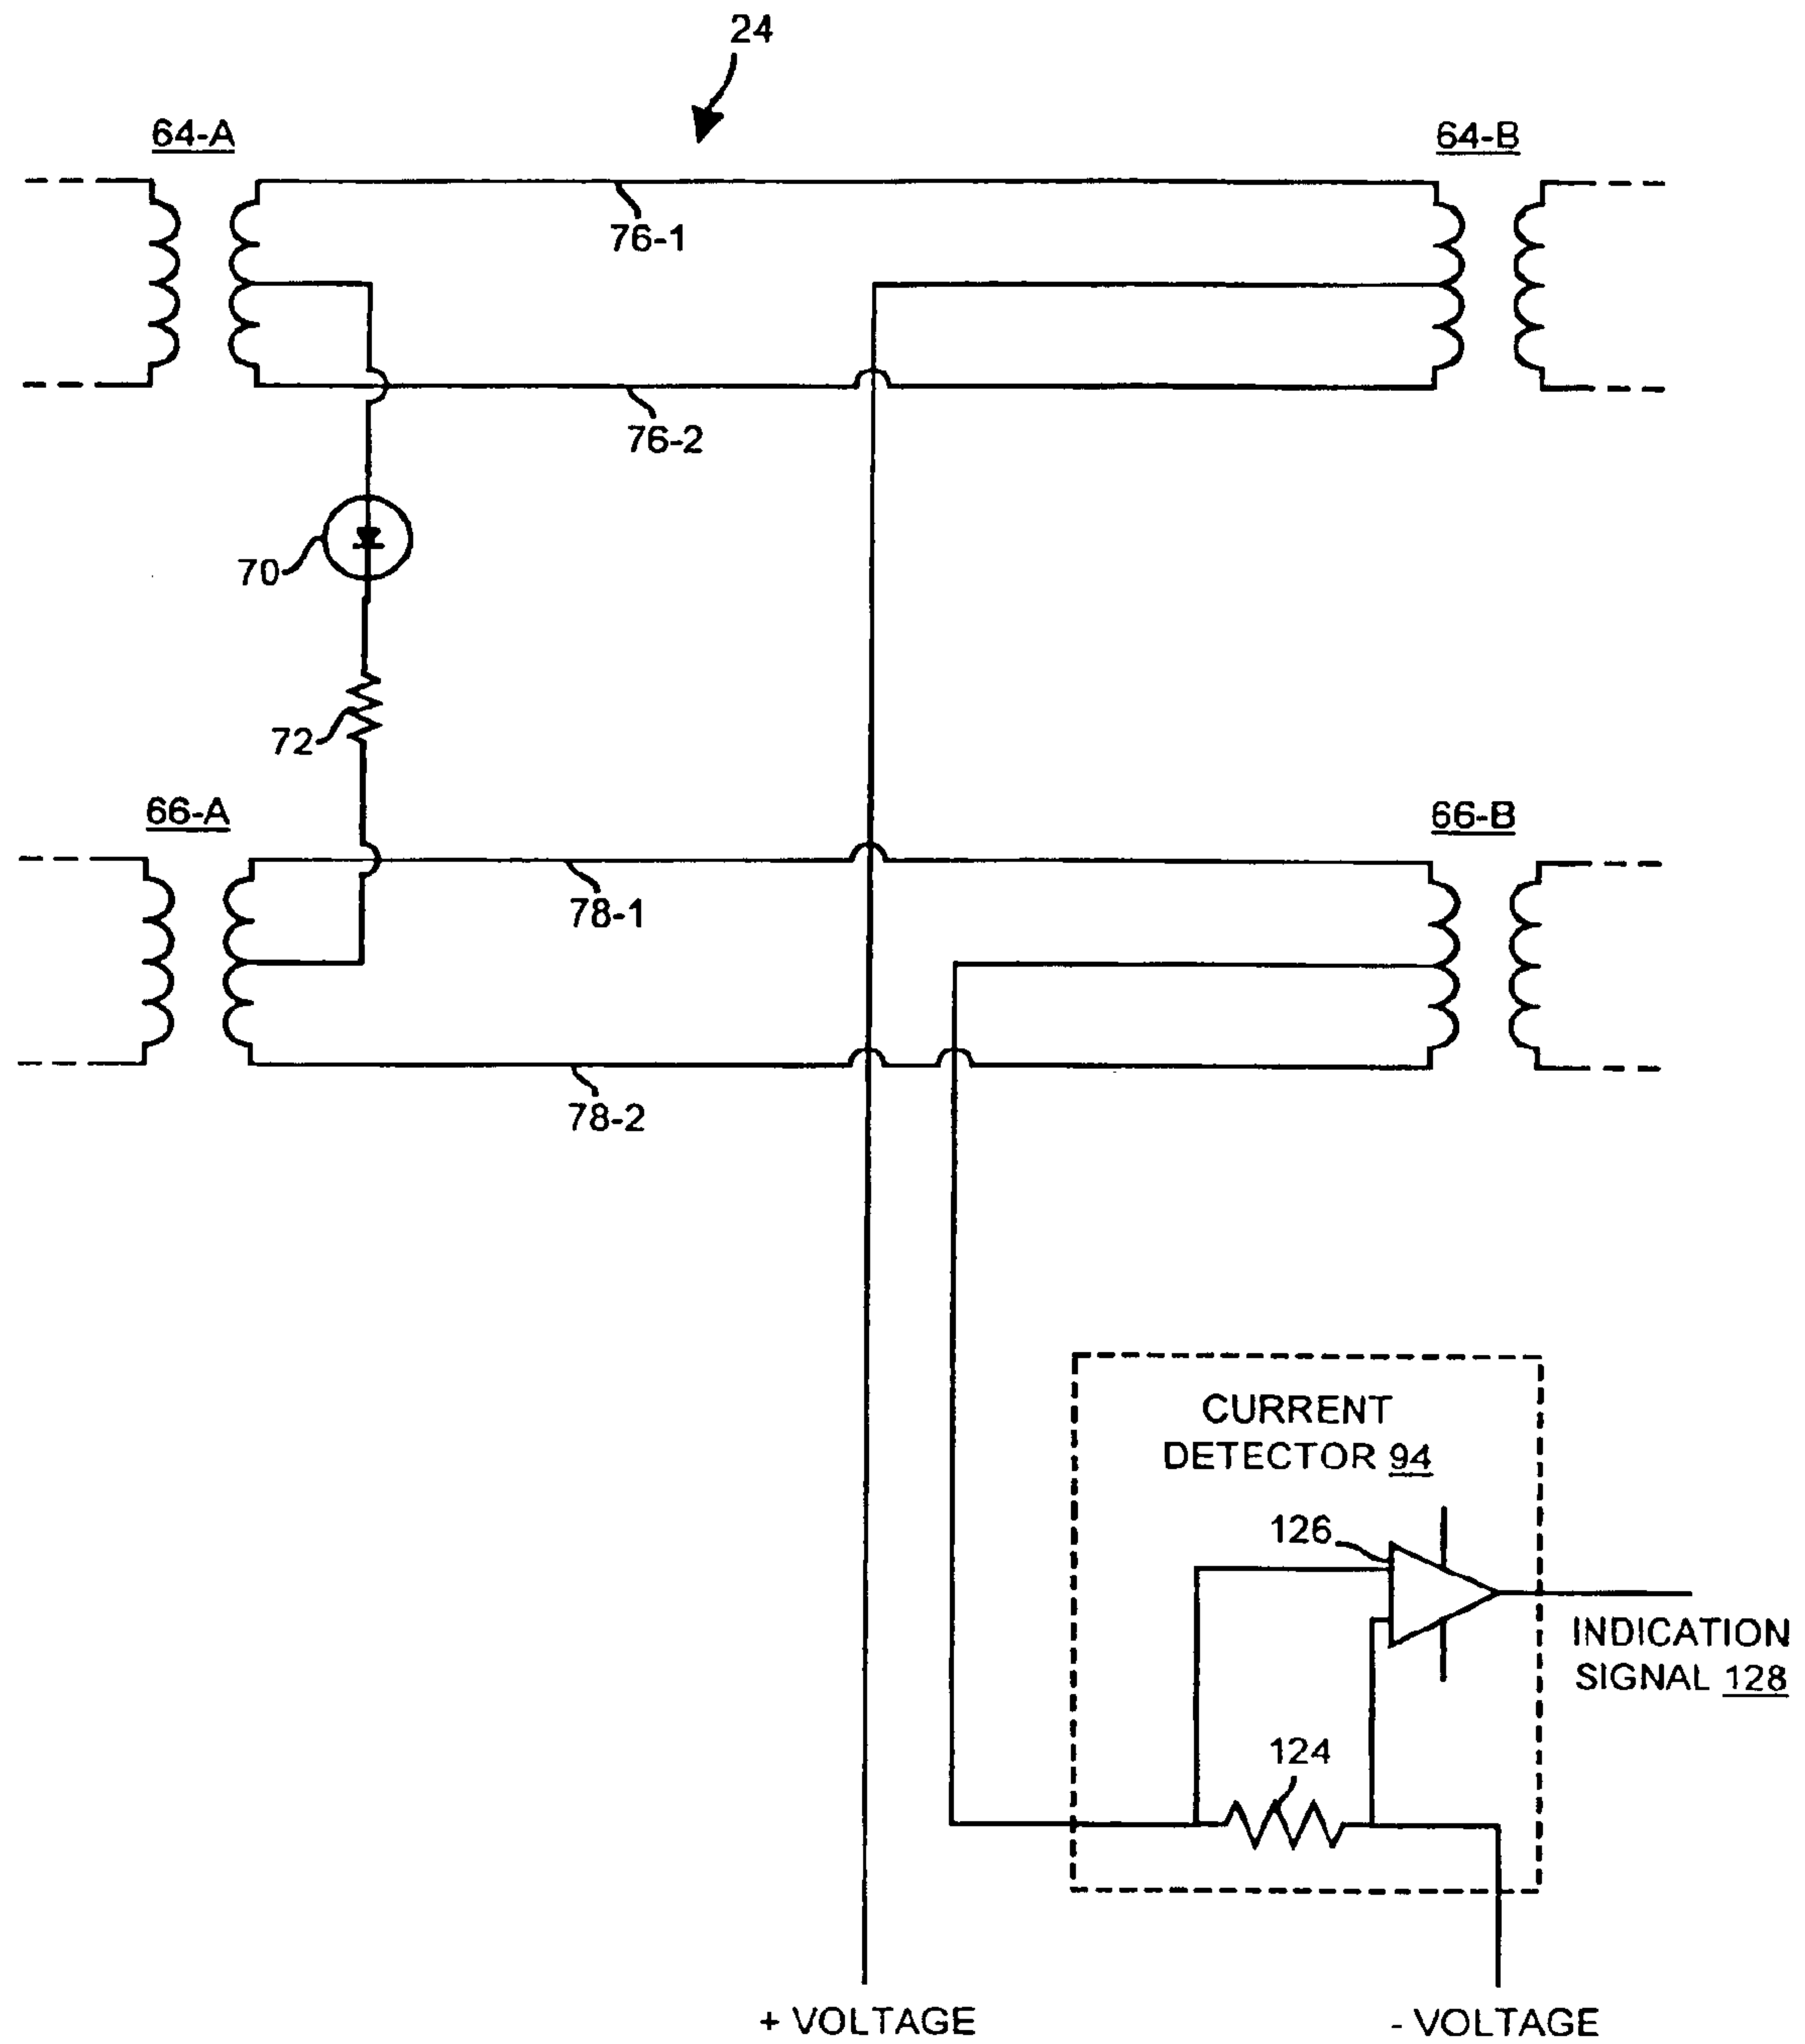 24
64-A
64-B
76-1
76-2
70
72
66-A
66-B
78-1
78-2
CURRENT
DETECTOR 94
126
INDICATION
SIGNAL 128
124
+ VOLTAGE
- VOLTAGE